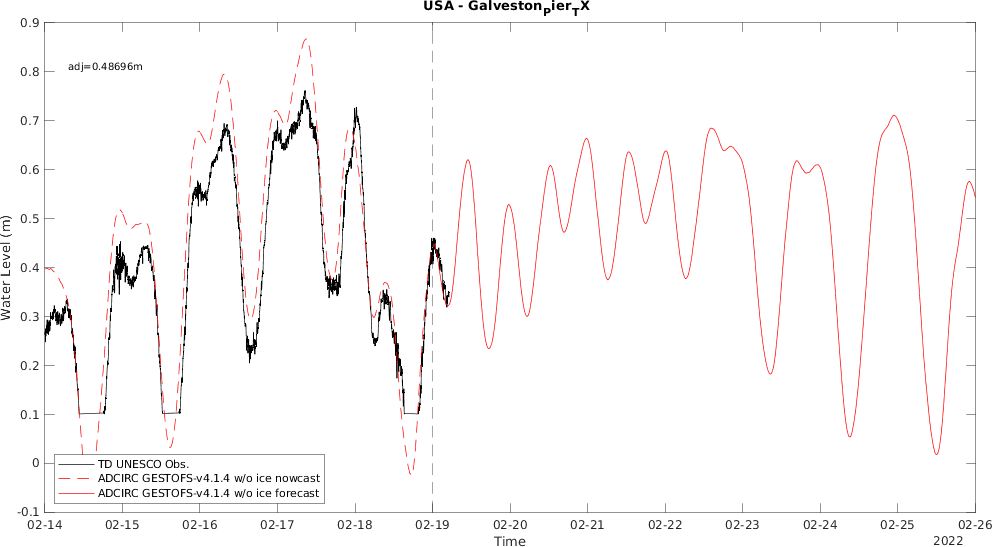 USA - Galveston_Pier_TX
0.9
0.8
0.7
0.6
0.5
0.4
0.3
0.2
0.1
0
-0.1
Water Level (m)
adj=0.48696m
TD UNESCO Obs.
ADCIRC GESTOFS-v4.1.4 w/o ice nowcast
ADCIRC GESTOFS-v4.1.4 w/o ice forecast
02-14 02-15 02-16 02-17 02-18 02-19 02-20 02-21 02-22 02-23 02-24 02-25 02-26
Time
2022